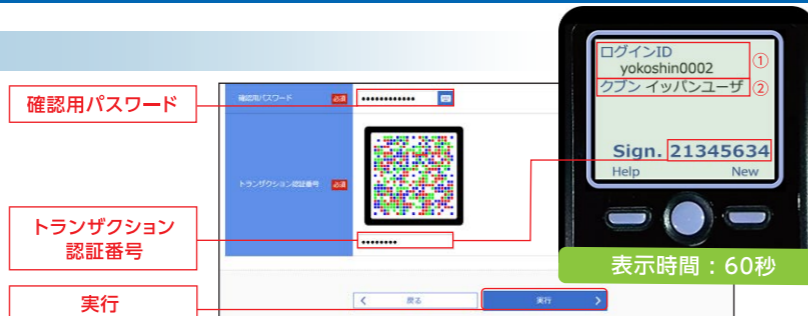 ログインID
yokoshin0002
①
クブン イッパンユーザ
②
Sign. 21345634
Help
New
表示時間：60秒
確認用パスワード
確認用パスワード
必須
••••••••••••
トランザクション認証番号
必須
••••••••
トランザクション
認証番号
実行
戻る
実行